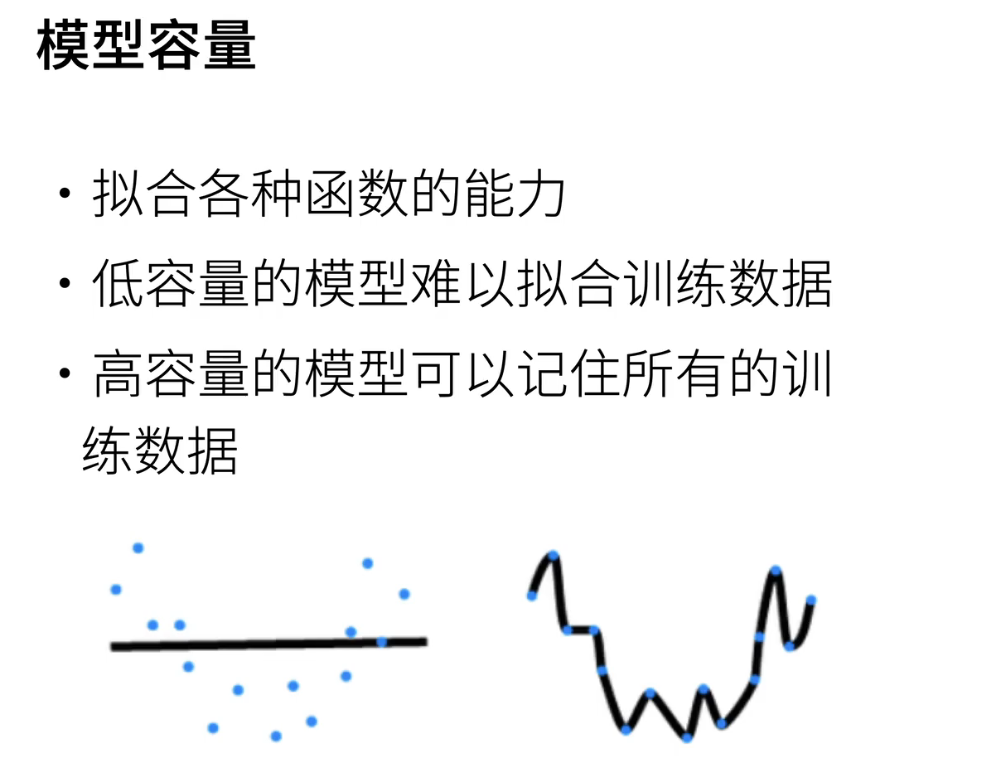 模型容量
• 拟合各种函数的能力
• 低容量的模型难以拟合训练数据
• 高容量的模型可以记住所有的训
练数据